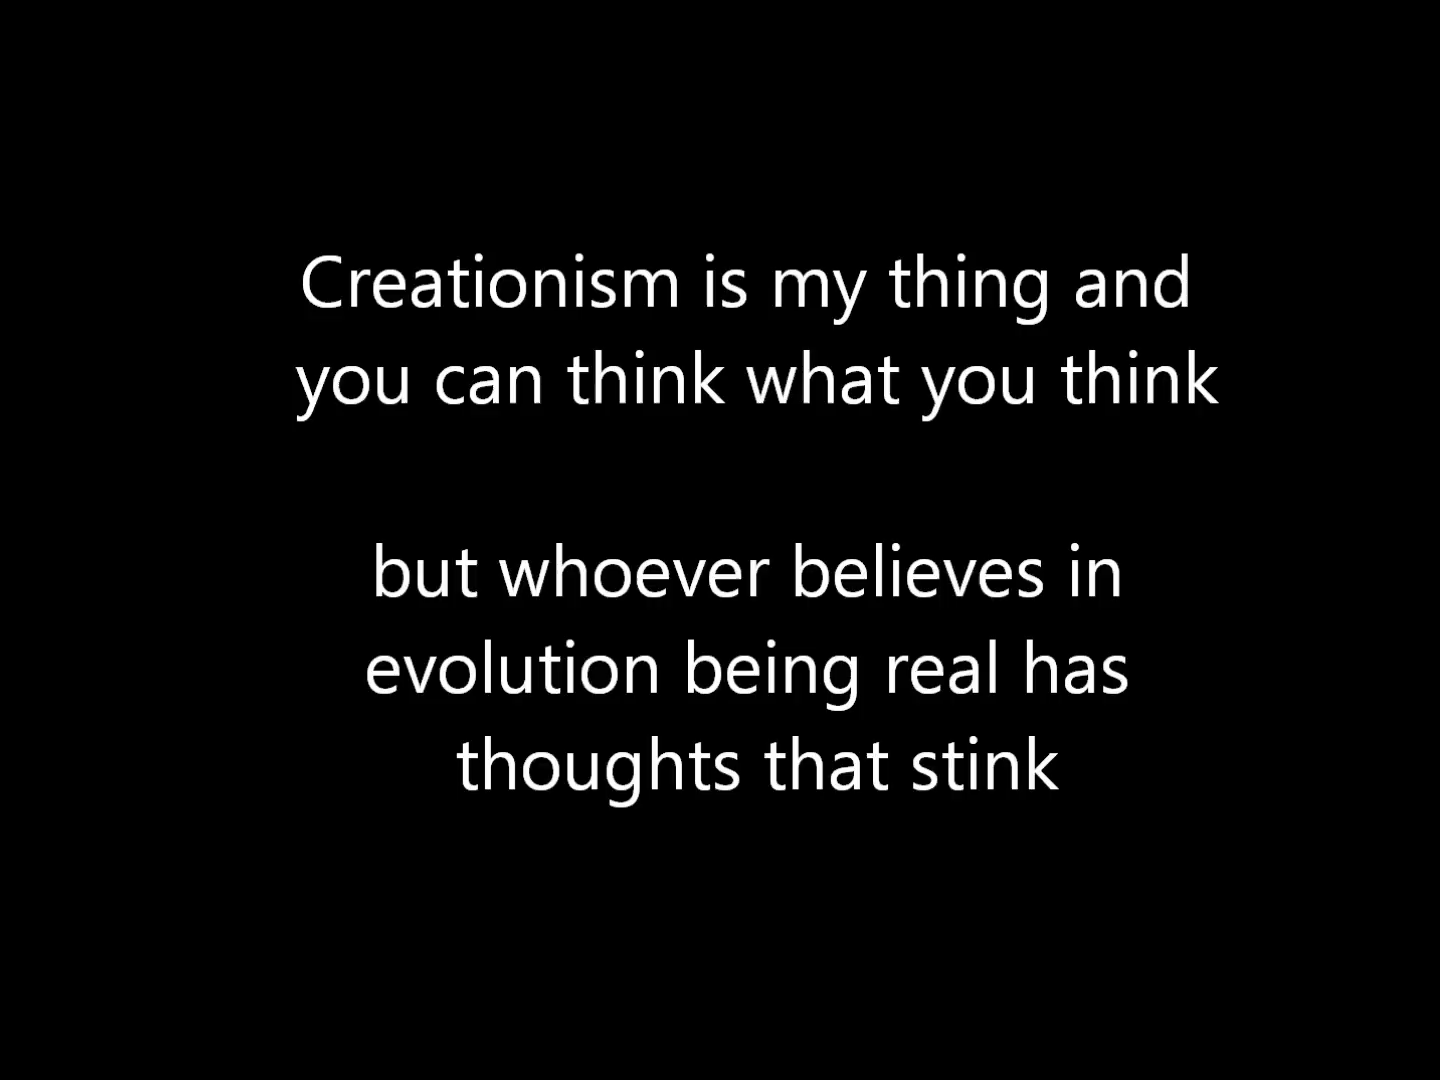 Creationism is my thing and
you can think what you think
but whoever believes in
evolution being real has
thoughts that stink